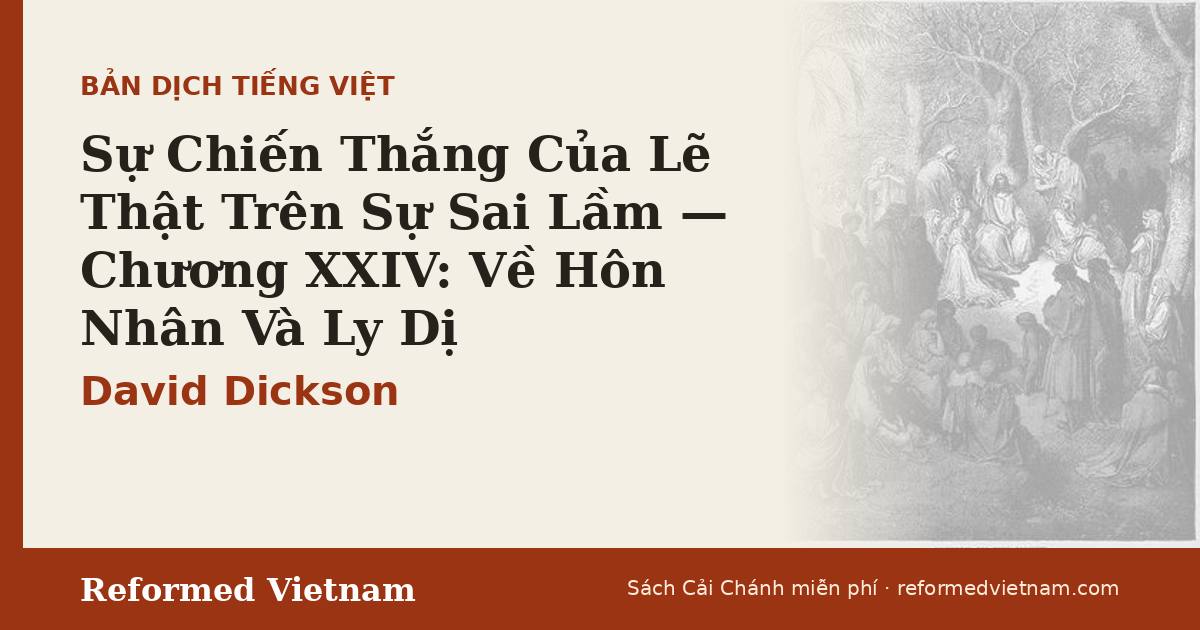 BẢN DỊCH TIẾNG VIỆT
Sự Chiến Thắng Của Lẽ
Thật Trên Sự Sai Lầm —
Chương XXIV: Về Hôn
Nhân Và Ly Dị
David Dickson
Reformed Vietnam
Sách Cải Chánh miễn phí · reformedvietnam.com